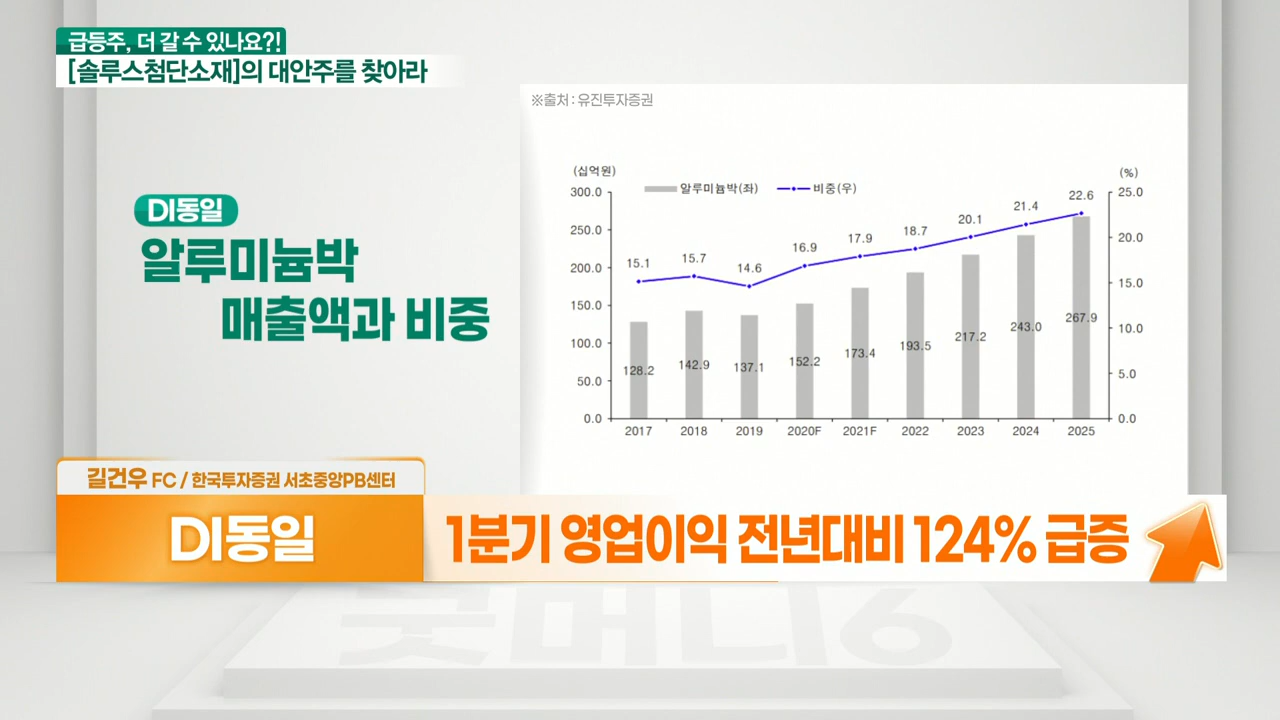 급등주, 더 갈 수 있나요?!
[솔루스첨단소재]의 대안주를 찾아라
※출처 : 유진투자증권
DI동일
알루미늄박
매출액과 비중
(십억원)
(%)
알루미늄박(좌)
비중(우)
300.0
250.0
200.0
150.0
100.0
50.0
0.0
25.0
20.0
15.0
10.0
5.0
0.0
15.1
15.7
14.6
16.9
17.9
18.7
20.1
21.4
22.6
128.2
142.9
137.1
152.2
173.4
193.5
217.2
243.0
267.9
2017
2018
2019
2020F
2021F
2022
2023
2024
2025
길건우 FC / 한국투자증권 서초중앙PB센터
DI동일
1분기 영업이익 전년대비 124% 급증
굿머니6